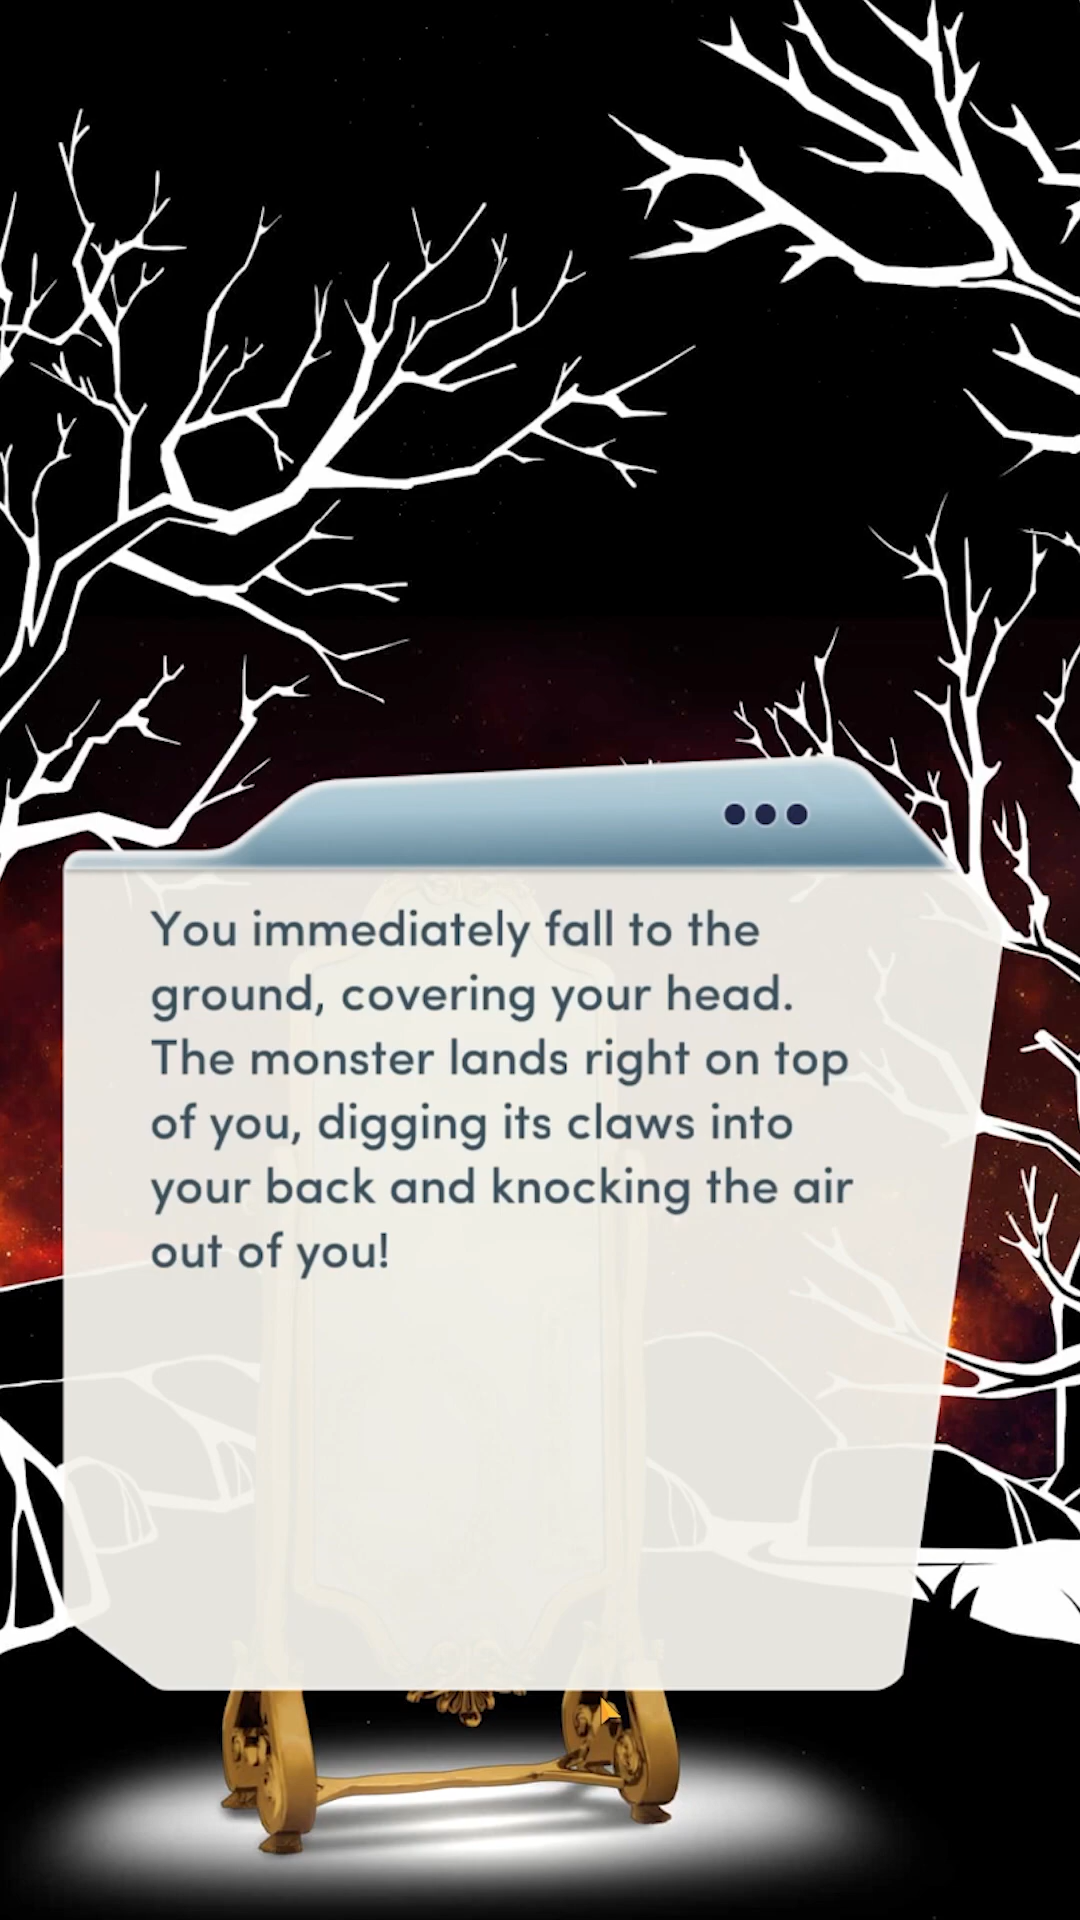 You immediately fall to the
ground, covering your head.
The monster lands right on top
of you, digging its claws into
your back and knocking the air
out of you!